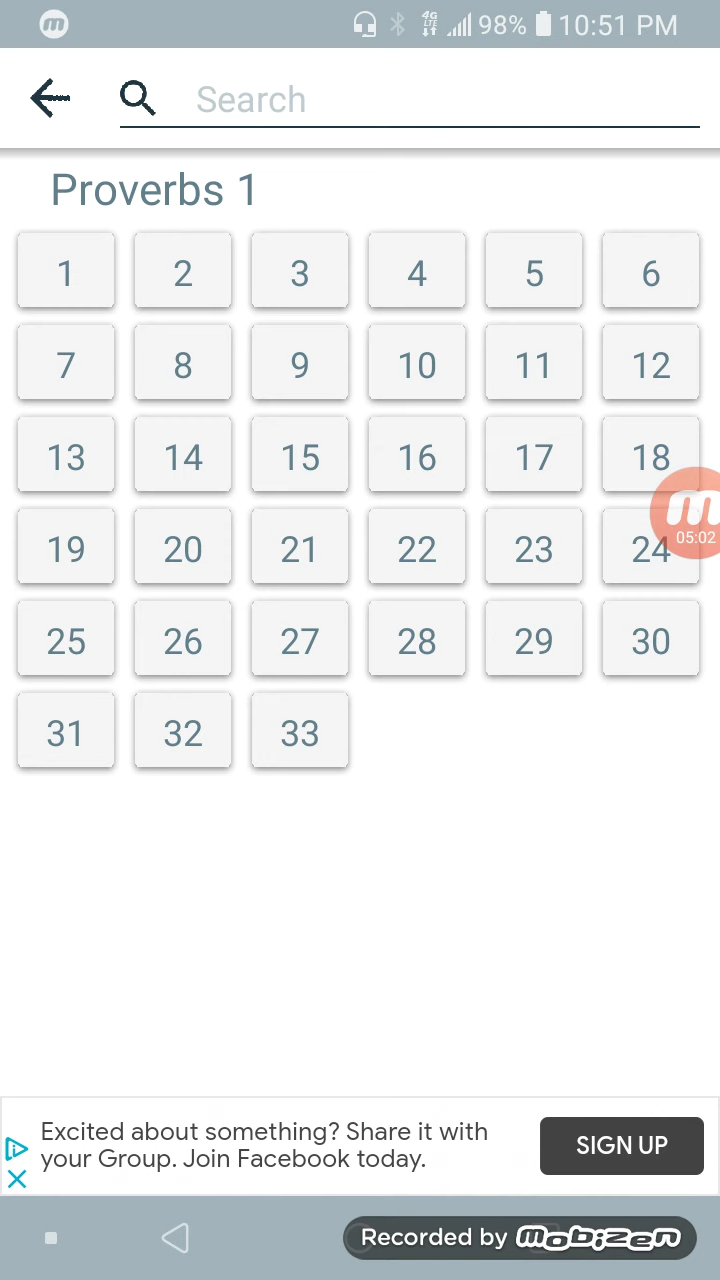 m 4G LTE 98% 10:51 PM
Search
Proverbs 1
1 2 3 4 5 6
7 8 9 10 11 12
13 14 15 16 17 18
19 20 21 22 23 24
m
05:02
25 26 27 28 29 30
31 32 33
Excited about something? Share it with
your Group. Join Facebook today.
SIGN UP
Recorded by mobizen